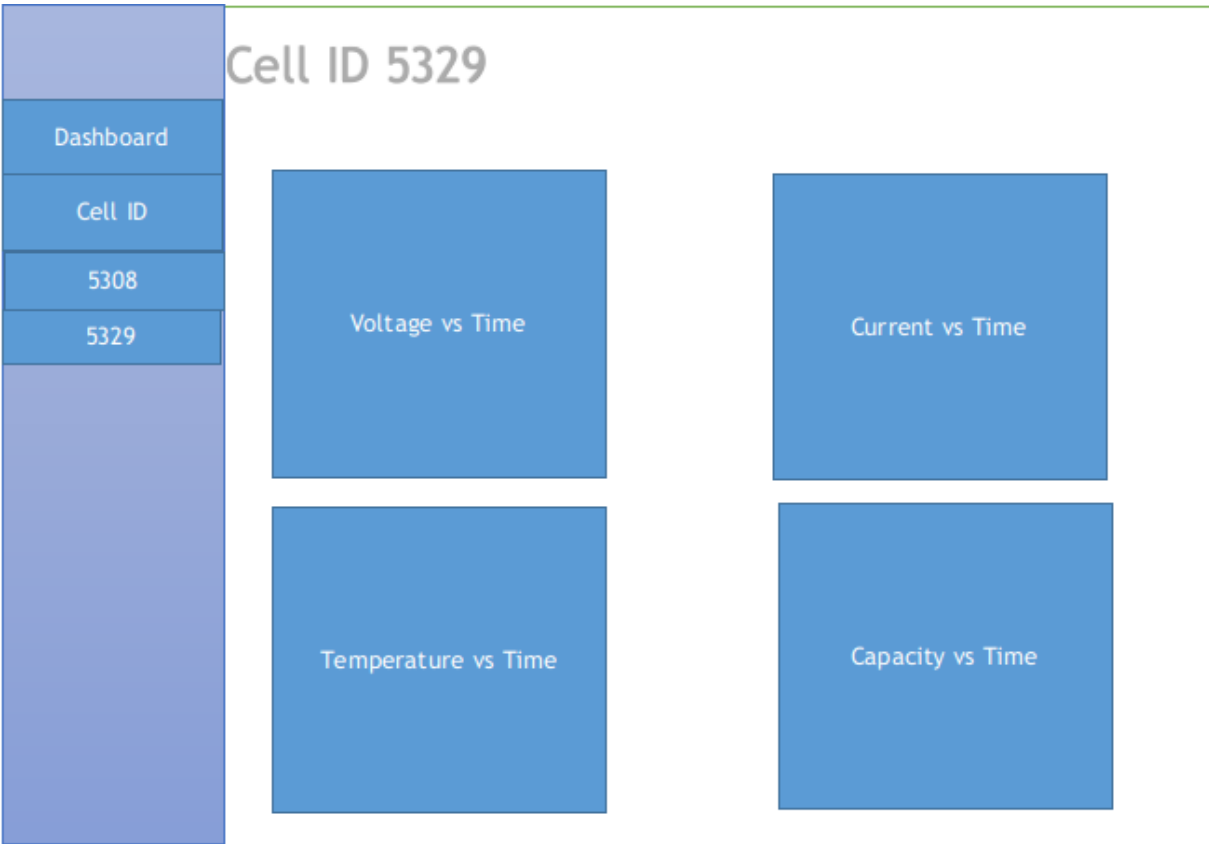 Cell ID 5329
Dashboard
Cell ID
5308
5329
Voltage vs Time
Current vs Time
Temperature vs Time
Capacity vs Time